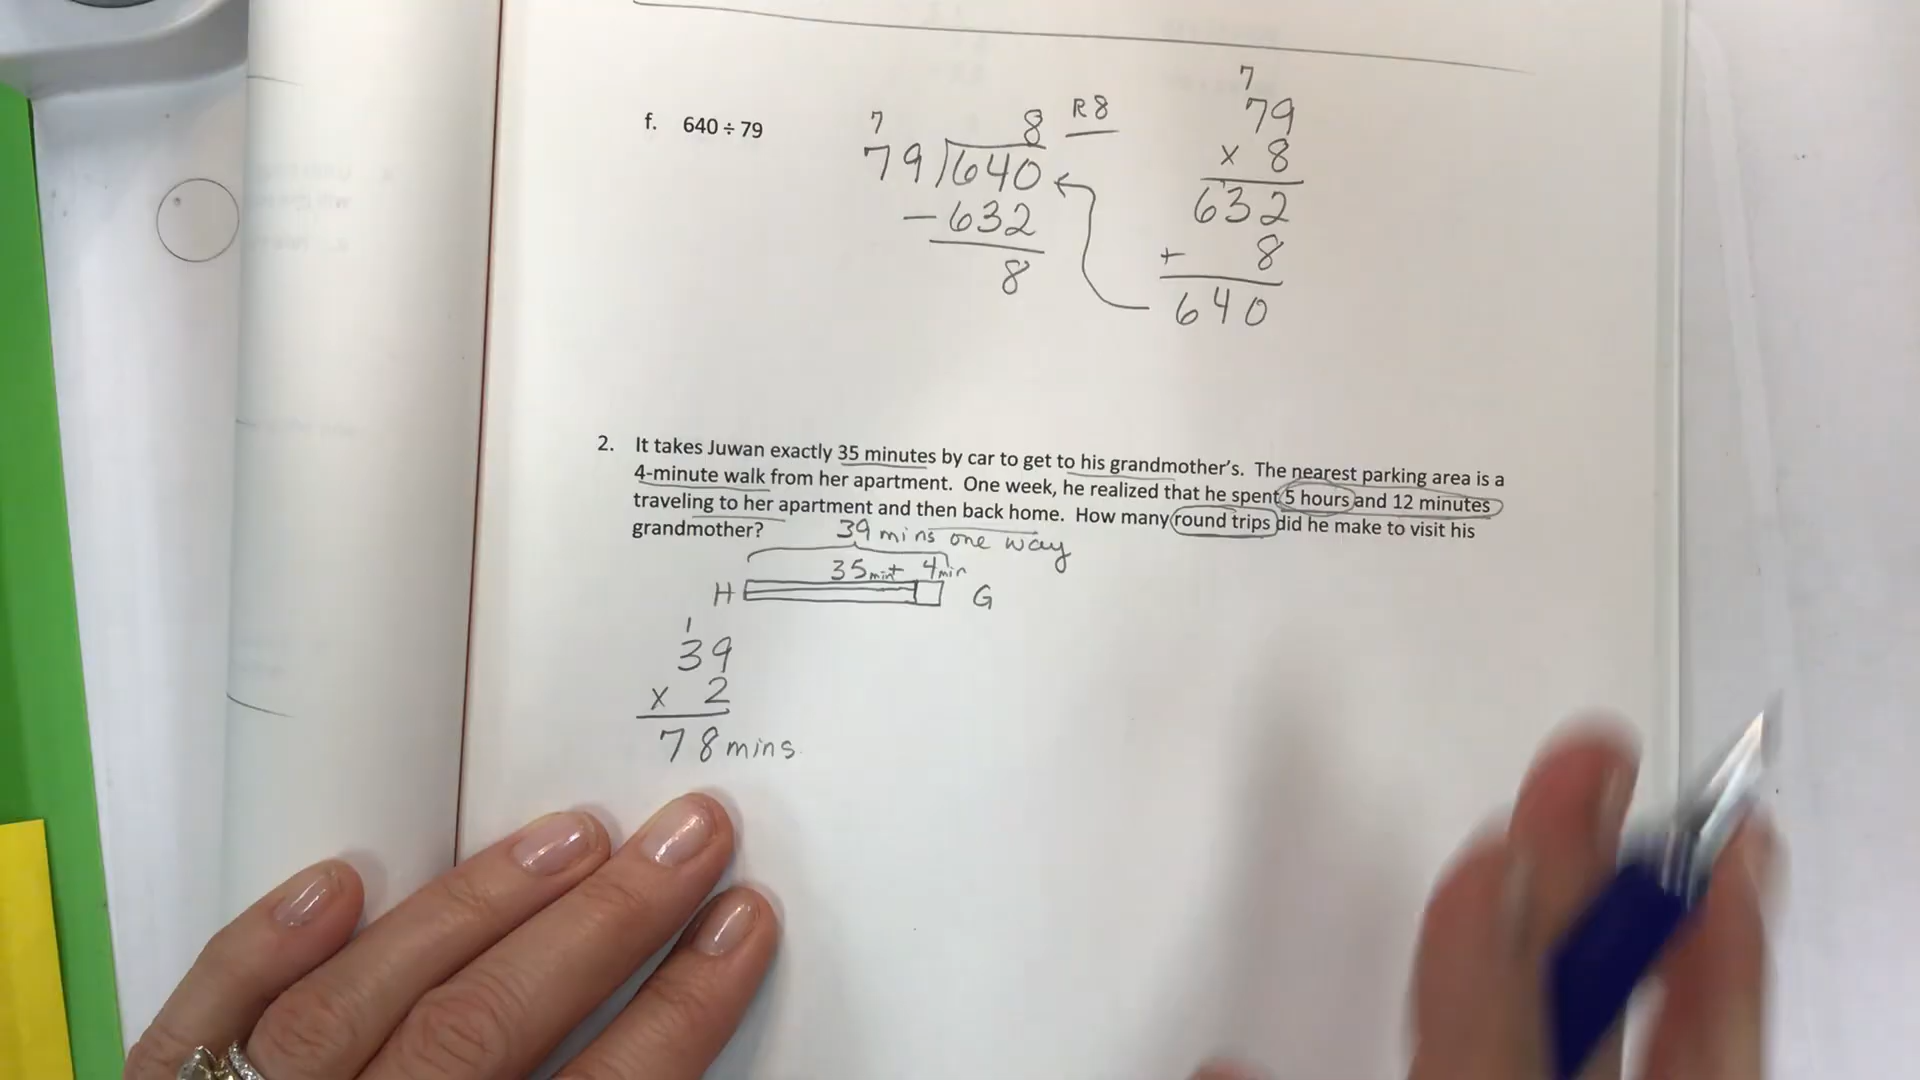 f. 640 ÷ 79
7
8 R8
79)640
-632
8
7
79
x 8
632
+ 8
640
2. It takes Juwan exactly 35 minutes by car to get to his grandmother's. The nearest parking area is a
4-minute walk from her apartment. One week, he realized that he spent 5 hours and 12 minutes
traveling to her apartment and then back home. How many round trips did he make to visit his
grandmother?
39 mins one way
35min + 4min
H G
1
39
x 2
78 mins